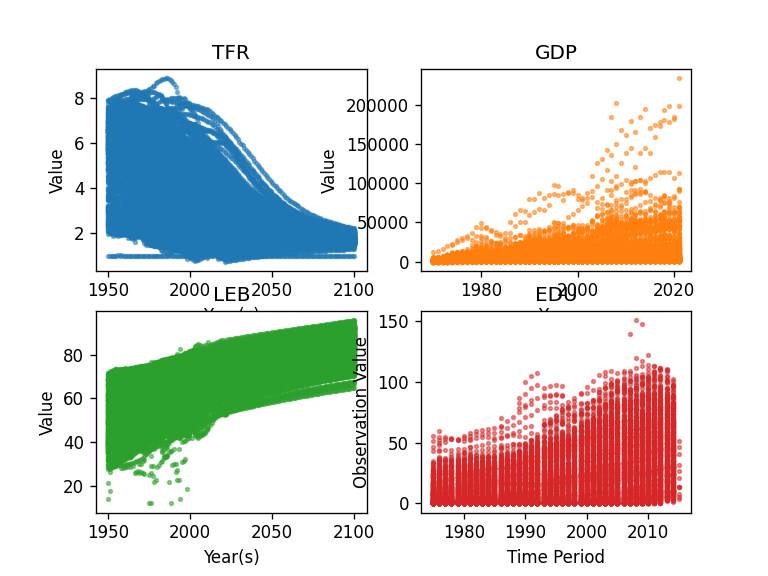 TFR
Value
8
6
4
2
1950 2000 2050 2100
GDP
Value
200000
150000
100000
50000
0
1980 2000 2020
LEB
Value
80
60
40
20
1950 2000 2050 2100
Year(s)
EDU
Observation Value
150
100
50
0
1980 1990 2000 2010
Time Period